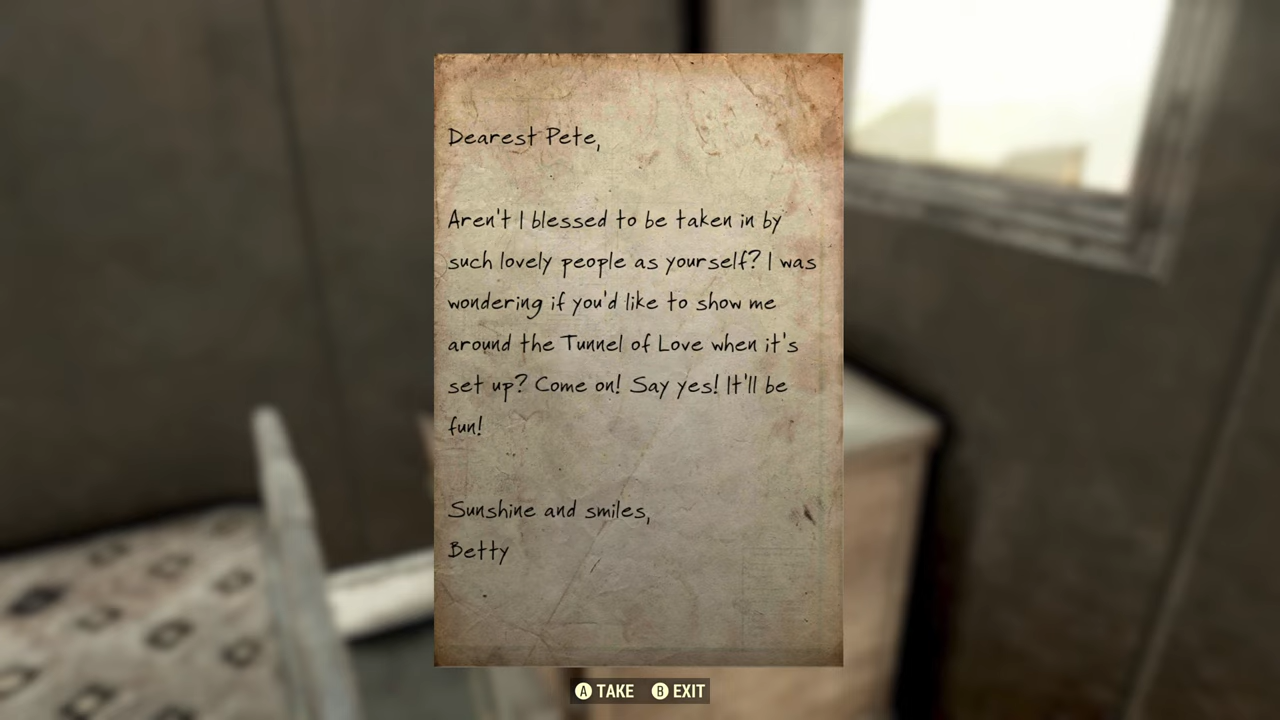 Dearest Pete,
Aren't I blessed to be taken in by
such lovely people as yourself? I was
wondering if you'd like to show me
around the Tunnel of Love when it's
set up? Come on! Say yes! It'll be
fun!
Sunshine and smiles,
Betty
A TAKE B EXIT